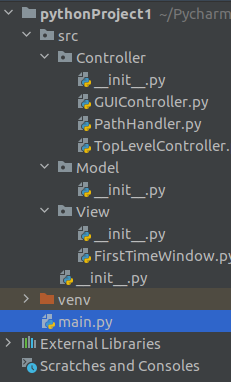 pythonProject1 ~/Pycharm
src
Controller
__init__.py
GUIController.py
PathHandler.py
TopLevelController.
Model
__init__.py
View
__init__.py
FirstTimeWindow.py
__init__.py
venv
main.py
External Libraries
Scratches and Consoles